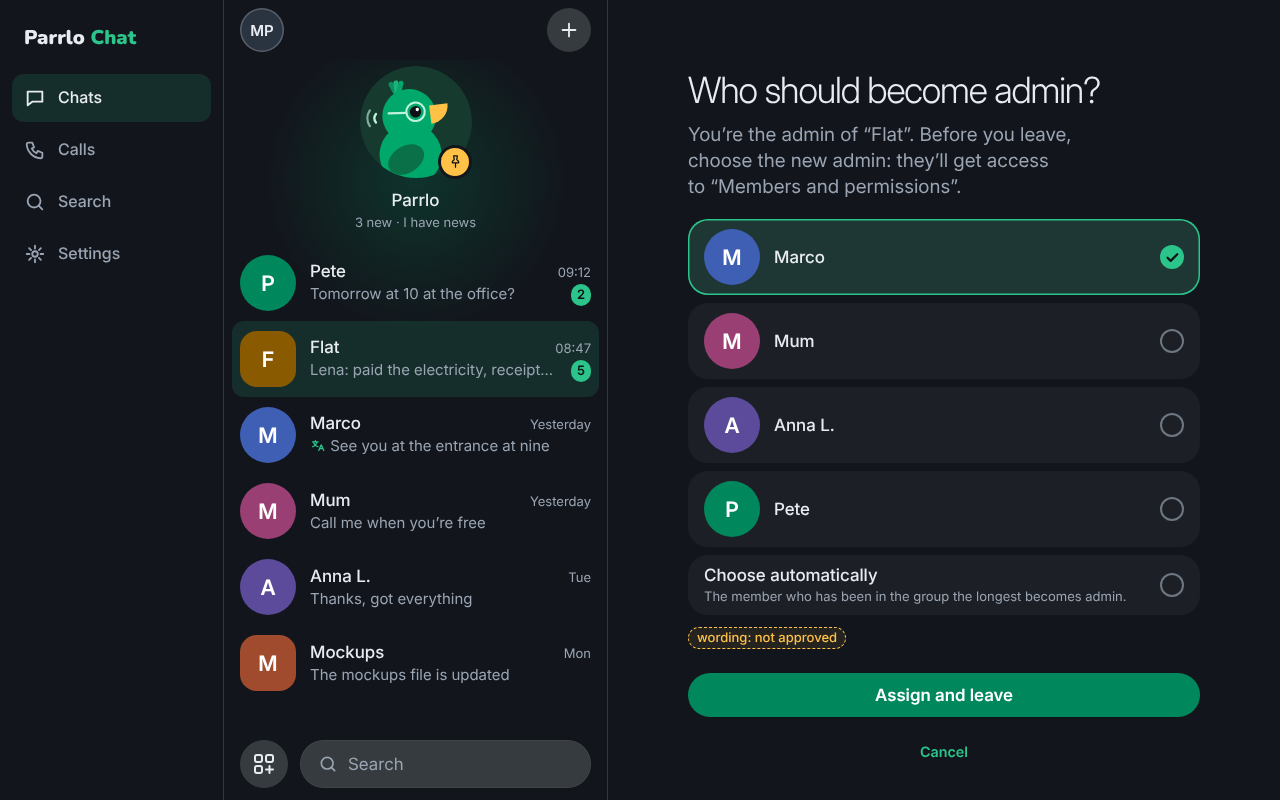 Parrlo Chat
Chats
Calls
Search
Settings
MP
Parrlo
3 new · I have news
P
Pete
09:12
Tomorrow at 10 at the office?
2
F
Flat
08:47
Lena: paid the electricity, receipt…
5
M
Marco
Yesterday
See you at the entrance at nine
M
Mum
Yesterday
Call me when you’re free
A
Anna L.
Tue
Thanks, got everything
M
Mockups
Mon
The mockups file is updated
Search
Who should become admin?
You’re the admin of “Flat”. Before you leave,
choose the new admin: they’ll get access
to “Members and permissions”.
M
Marco
M
Mum
A
Anna L.
P
Pete
Choose automatically
The member who has been in the group the longest becomes admin.
wording: not approved
Assign and leave
Cancel